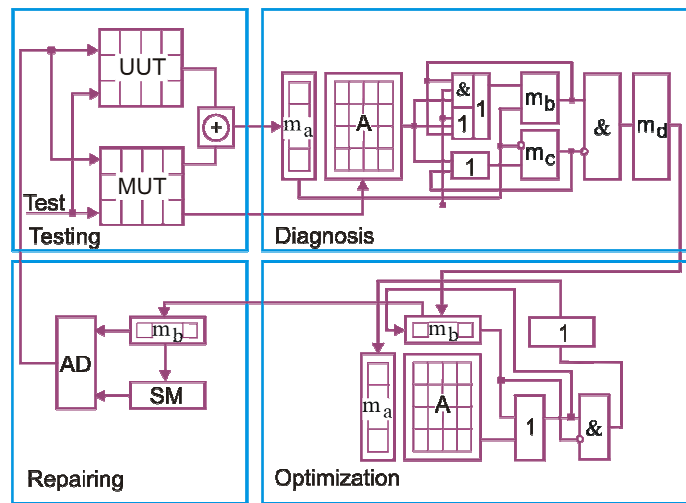 UUT
MUT
Test
Testing
+
m_a
A
&
1
1
1
m_b
m_c
&
m_d
Diagnosis
AD
m_b
SM
Repairing
m_b
1
m_a
A
1
&
Optimization